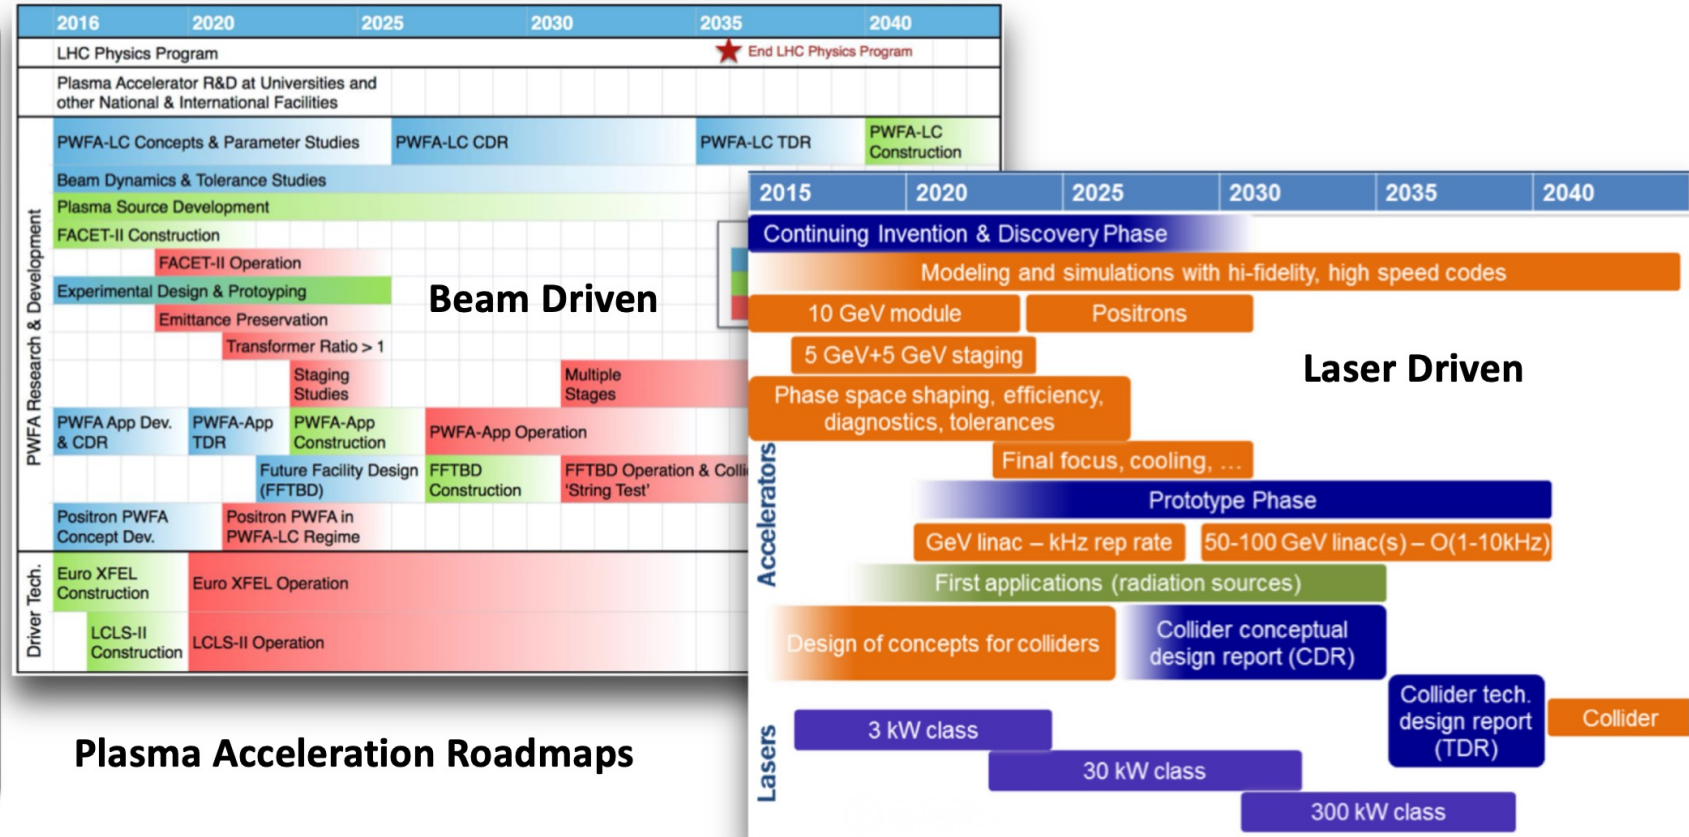 2016 2020 2025 2030 2035 2040
LHC Physics Program
End LHC Physics Program
Plasma Accelerator R&D at Universities and
other National & International Facilities
PWFA Research & Development
PWFA-LC Concepts & Parameter Studies
PWFA-LC CDR
PWFA-LC TDR
PWFA-LC
Construction
Beam Dynamics & Tolerance Studies
Plasma Source Development
FACET-II Construction
FACET-II Operation
Experimental Design & Protoyping
Emittance Preservation
Transformer Ratio > 1
Staging
Studies
Multiple
Stages
PWFA App Dev.
& CDR
PWFA-App
TDR
PWFA-App
Construction
PWFA-App Operation
Future Facility Design
(FFTBD)
FFTBD
Construction
FFTBD Operation & Colli
'String Test'
Positron PWFA
Concept Dev.
Positron PWFA in
PWFA-LC Regime
Driver Tech.
Euro XFEL
Construction
Euro XFEL Operation
LCLS-II
Construction
LCLS-II Operation
Beam Driven
Plasma Acceleration Roadmaps
2015 2020 2025 2030 2035 2040
Continuing Invention & Discovery Phase
Modeling and simulations with hi-fidelity, high speed codes
10 GeV module
Positrons
5 GeV+5 GeV staging
Laser Driven
Phase space shaping, efficiency,
diagnostics, tolerances
Accelerators
Final focus, cooling, ...
Prototype Phase
GeV linac – kHz rep rate
50-100 GeV linac(s) – O(1-10kHz)
First applications (radiation sources)
Design of concepts for colliders
Collider conceptual
design report (CDR)
Collider tech.
design report
(TDR)
Collider
Lasers
3 kW class
30 kW class
300 kW class